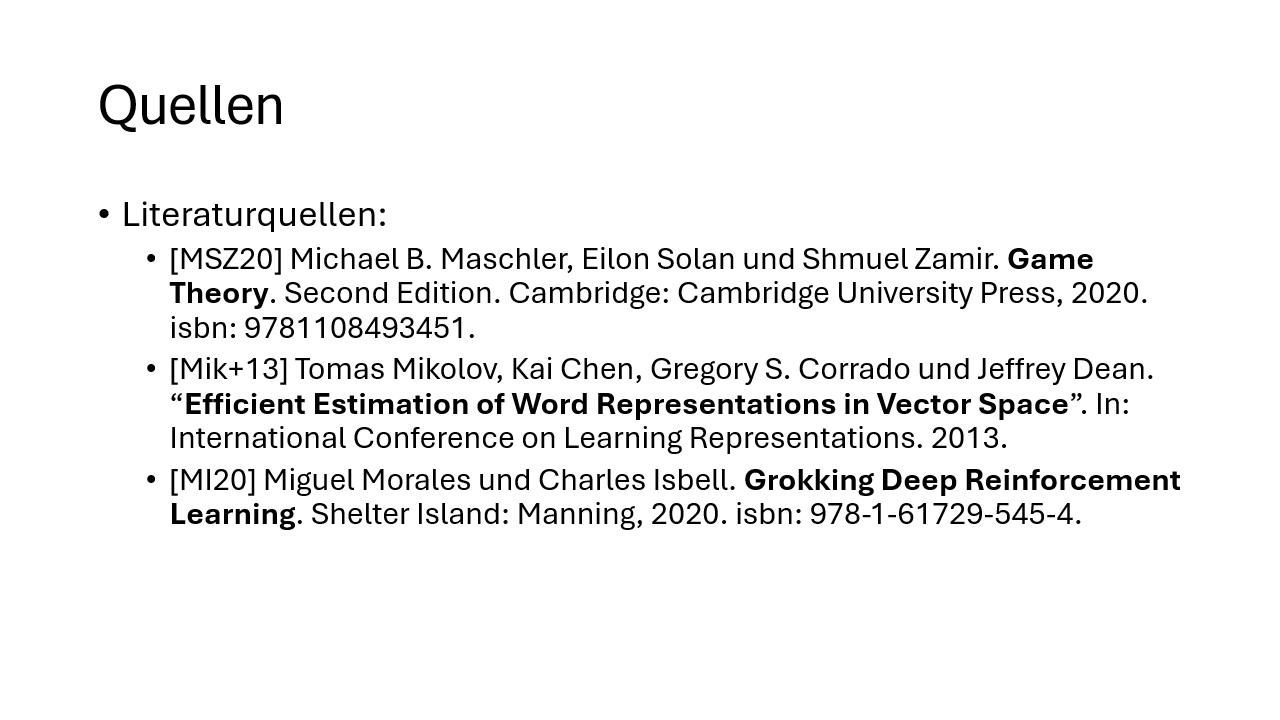 Quellen
• Literaturquellen:
• [MSZ20] Michael B. Maschler, Eilon Solan und Shmuel Zamir. Game
Theory. Second Edition. Cambridge: Cambridge University Press, 2020.
isbn: 9781108493451.
• [Mik+13] Tomas Mikolov, Kai Chen, Gregory S. Corrado und Jeffrey Dean.
“Efficient Estimation of Word Representations in Vector Space”. In:
International Conference on Learning Representations. 2013.
• [MI20] Miguel Morales und Charles Isbell. Grokking Deep Reinforcement
Learning. Shelter Island: Manning, 2020. isbn: 978-1-61729-545-4.